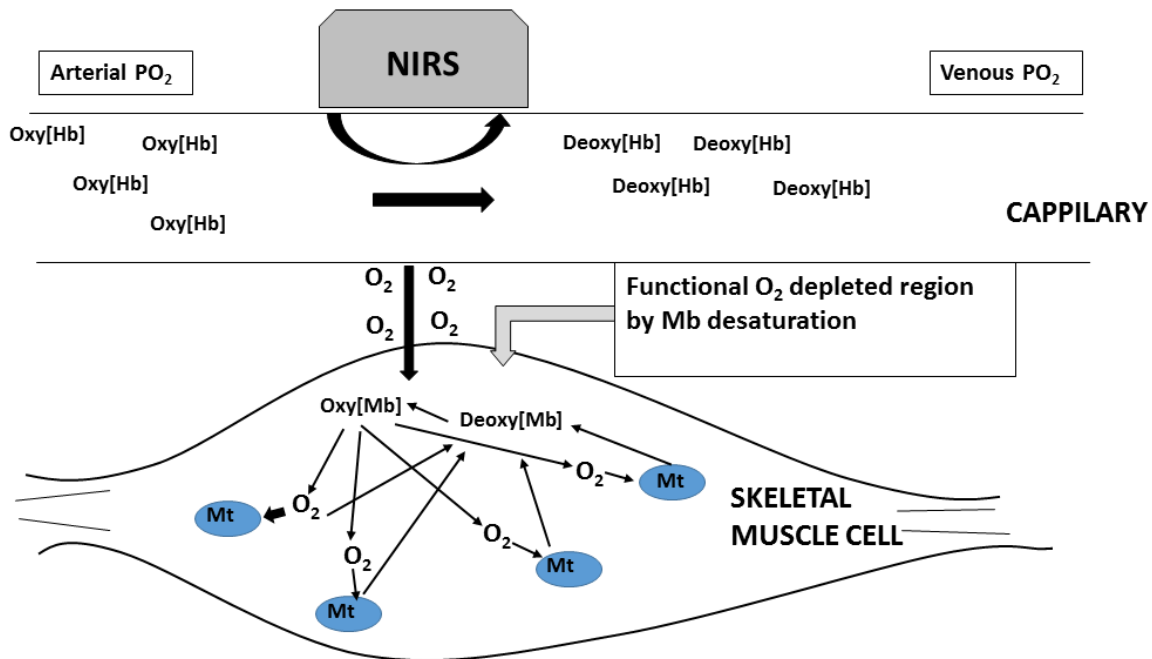 NIRS
Arterial PO₂
Venous PO₂
Oxy[Hb]
Oxy[Hb]
Deoxy[Hb]
Deoxy[Hb]
Oxy[Hb]
Deoxy[Hb]
Deoxy[Hb]
Oxy[Hb]
CAPPILARY
O₂
O₂
O₂
O₂
Functional O₂ depleted region
by Mb desaturation
Oxy[Mb]
Deoxy[Mb]
O₂
Mt
SKELETAL
MUSCLE CELL
Mt
O₂
O₂
O₂
Mt
Mt